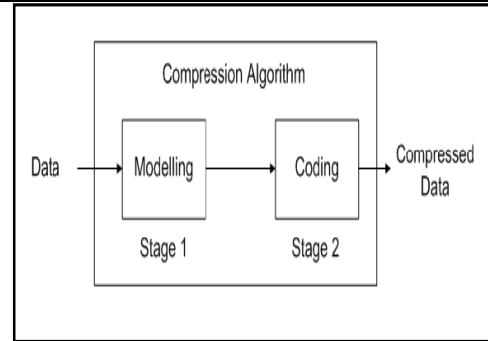 Compression Algorithm
Data
Modelling
Coding
Compressed
Data
Stage 1
Stage 2